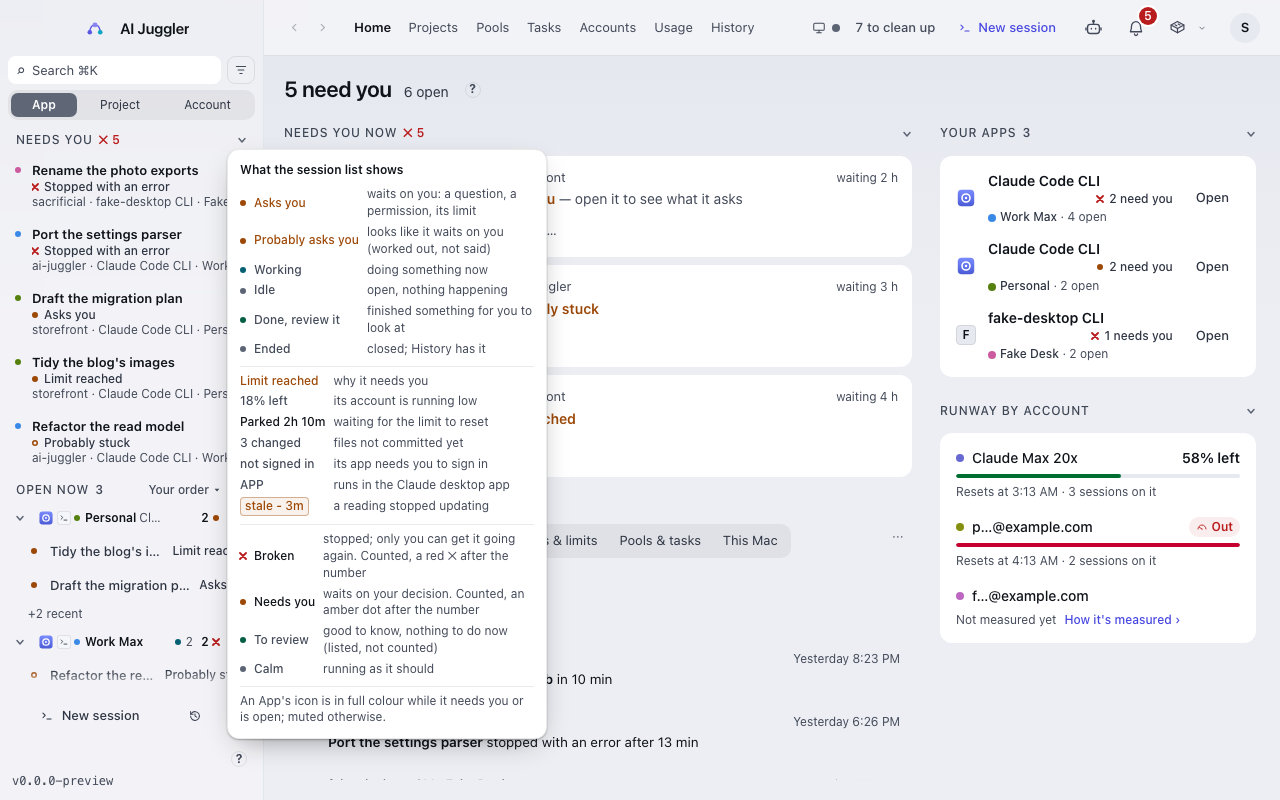 AI Juggler
Home Projects Pools Tasks Accounts Usage History
7 to clean up
New session
5
S
Search ⌘K
App Project Account
NEEDS YOU 5
Rename the photo exports
Stopped with an error
sacrificial · fake-desktop CLI · Fake
Port the settings parser
Stopped with an error
ai-juggler · Claude Code CLI · Work
Draft the migration plan
Asks you
storefront · Claude Code CLI · Pers
Tidy the blog's images
Limit reached
storefront · Claude Code CLI · Pers
Refactor the read model
Probably stuck
ai-juggler · Claude Code CLI · Work
OPEN NOW 3 Your order
Personal Cl... 2
Tidy the blog's i... Limit reac
Draft the migration p... Asks
+2 recent
Work Max 2 2
Refactor the re... Probably st
New session
?
v0.0.0-preview
5 need you 6 open ?
NEEDS YOU NOW 5
ont waiting 2 h
u — open it to see what it asks
...
gler waiting 3 h
ly stuck
ont waiting 4 h
ched
s & limits Pools & tasks This Mac
...
Yesterday 8:23 PM
o in 10 min
Yesterday 6:26 PM
Port the settings parser stopped with an error after 13 min
What the session list shows
Asks you waits on you: a question, a
permission, its limit
Probably asks you looks like it waits on you
(worked out, not said)
Working doing something now
Idle open, nothing happening
Done, review it finished something for you to
look at
Ended closed; History has it
Limit reached why it needs you
18% left its account is running low
Parked 2h 10m waiting for the limit to reset
3 changed files not committed yet
not signed in its app needs you to sign in
APP runs in the Claude desktop app
stale - 3m a reading stopped updating
Broken stopped; only you can get it going
again. Counted, a red ✕ after the
number
Needs you waits on your decision. Counted, an
amber dot after the number
To review good to know, nothing to do now
(listed, not counted)
Calm running as it should
An App's icon is in full colour while it needs you or
is open; muted otherwise.
YOUR APPS 3
Claude Code CLI
2 need you Open
Work Max · 4 open
Claude Code CLI
2 need you Open
Personal · 2 open
F
fake-desktop CLI
1 needs you Open
Fake Desk · 2 open
RUNWAY BY ACCOUNT
Claude Max 20x 58% left
Resets at 3:13 AM · 3 sessions on it
p...@example.com Out
Resets at 4:13 AM · 2 sessions on it
f...@example.com
Not measured yet How it's measured ›